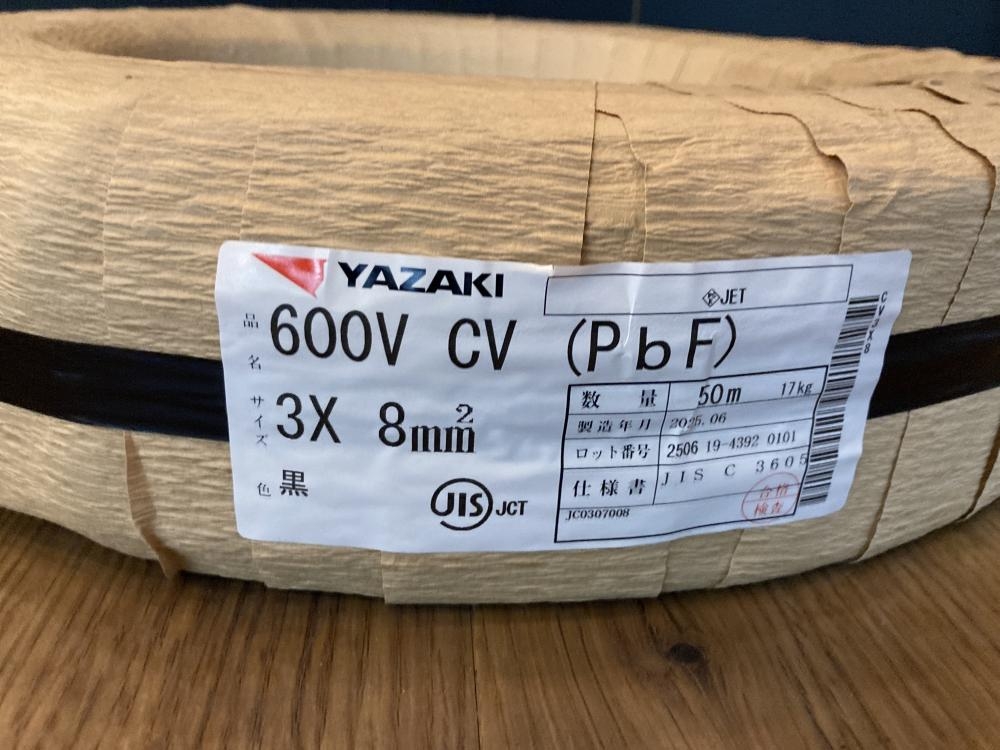 YAZAKI
<PS>E JET
品名 600V CV (PbF)
サイズ 3X 8mm²
色 黒
JIS JCT
数 量 50m 17kg
製造年月 2025.06
ロット番号 2506 19-4392 0101
仕様書 JIS C 3605
JC0307008
合格
検査
CV3X8